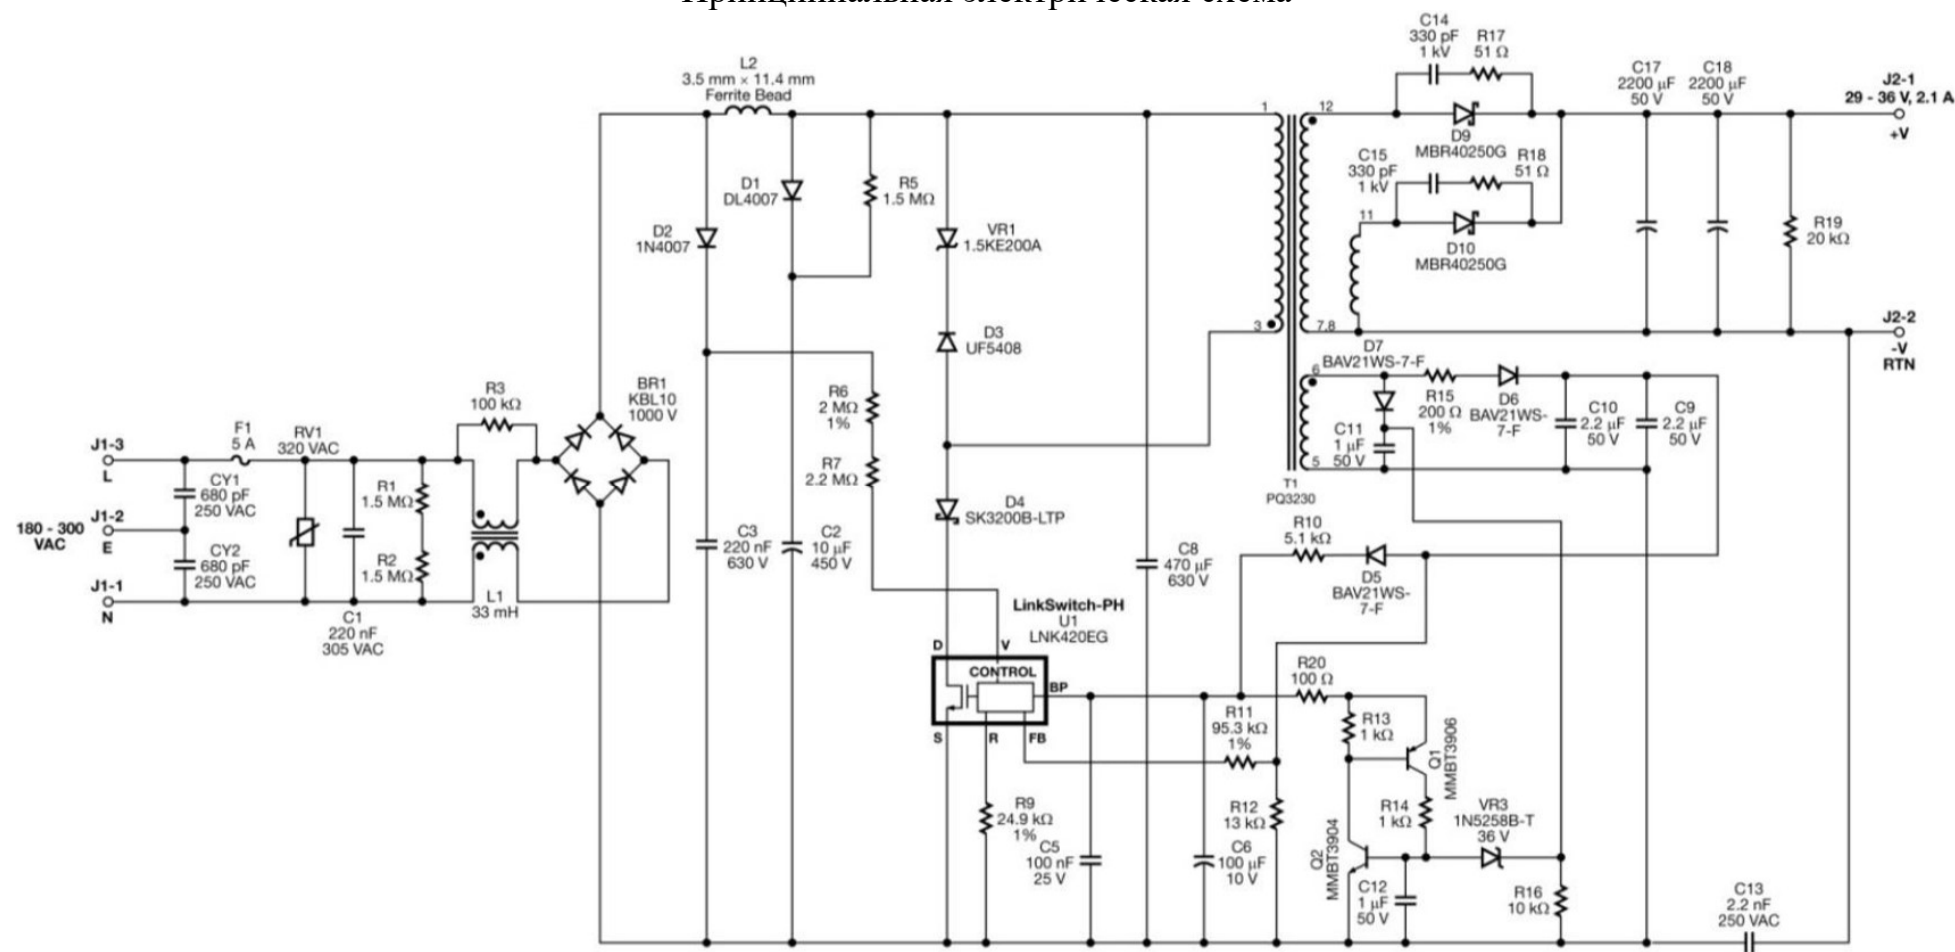 Принципиальная электрическая схема
C14
330 pF
1 kV
R17
51 Ω
L2
3.5 mm × 11.4 mm
Ferrite Bead
C17
2200 µF
50 V
C18
2200 µF
50 V
J2-1
29 - 36 V, 2.1 A
+V
1
12
D9
MBR40250G
C15
330 pF
1 kV
R18
51 Ω
D1
DL4007
R5
1.5 MΩ
11
D2
1N4007
VR1
1.5KE200A
D10
MBR40250G
R19
20 kΩ
3
7,8
J2-2
-V
RTN
D3
UF5408
D7
BAV21WS-7-F
6
R15
200 Ω
1%
D6
BAV21WS-
7-F
C10
2.2 µF
50 V
C9
2.2 µF
50 V
C11
1 µF
50 V
5
T1
PQ3230
R3
100 kΩ
BR1
KBL10
1000 V
R6
2 MΩ
1%
R7
2.2 MΩ
J1-3
L
F1
5 A
RV1
320 VAC
CY1
680 pF
250 VAC
R1
1.5 MΩ
180 - 300
VAC
J1-2
E
CY2
680 pF
250 VAC
R2
1.5 MΩ
J1-1
N
C1
220 nF
305 VAC
L1
33 mH
C3
220 nF
630 V
C2
10 µF
450 V
D4
SK3200B-LTP
C8
470 µF
630 V
R10
5.1 kΩ
D5
BAV21WS-
7-F
LinkSwitch-PH
U1
LNK420EG
D
V
CONTROL
BP
S
R
FB
R20
100 Ω
R11
95.3 kΩ
1%
R13
1 kΩ
Q1
MMBT3906
R9
24.9 kΩ
1%
C5
100 nF
25 V
R12
13 kΩ
C6
100 µF
10 V
R14
1 kΩ
VR3
1N5258B-T
36 V
Q2
MMBT3904
C12
1 µF
50 V
R16
10 kΩ
C13
2.2 nF
250 VAC